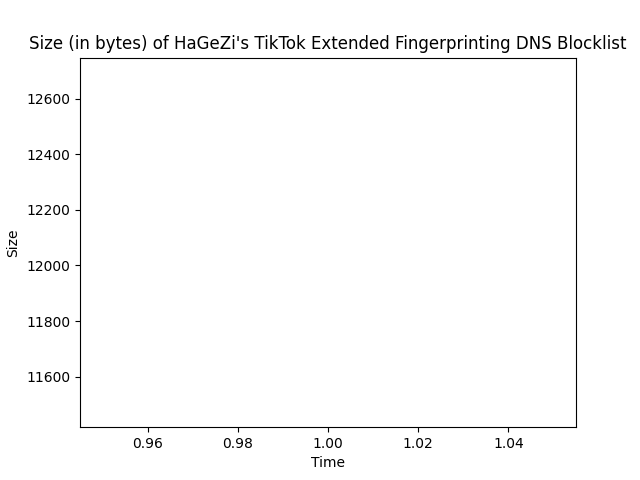 Size (in bytes) of HaGeZi's TikTok Extended Fingerprinting DNS Blocklist
12600
12400
12200
12000
11800
11600
Size
0.96 0.98 1.00 1.02 1.04
Time